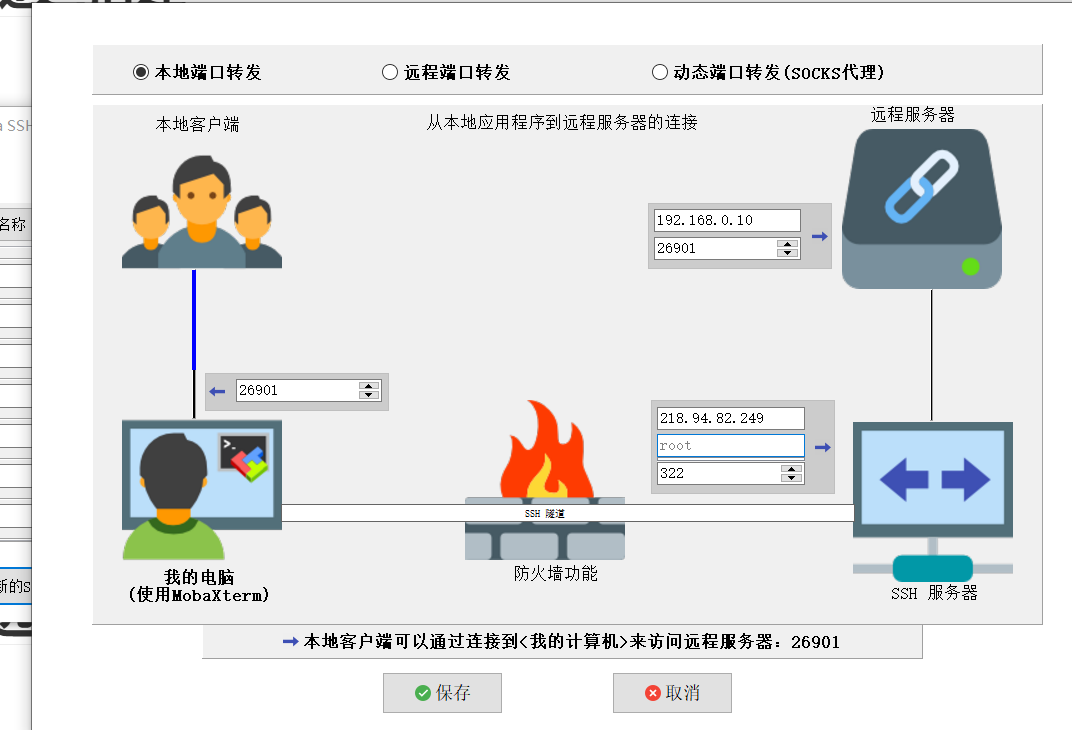 本地端口转发
远程端口转发
动态端口转发(SOCKS代理)
本地客户端
从本地应用程序到远程服务器的连接
远程服务器
SSH
名称
192.168.0.10
26901
26901
218.94.82.249
root
322
SSH 隧道
防火墙功能
我的电脑
(使用MobaXterm)
SSH 服务器
新的S
本地客户端可以通过连接到<我的计算机>来访问远程服务器: 26901
保存
取消